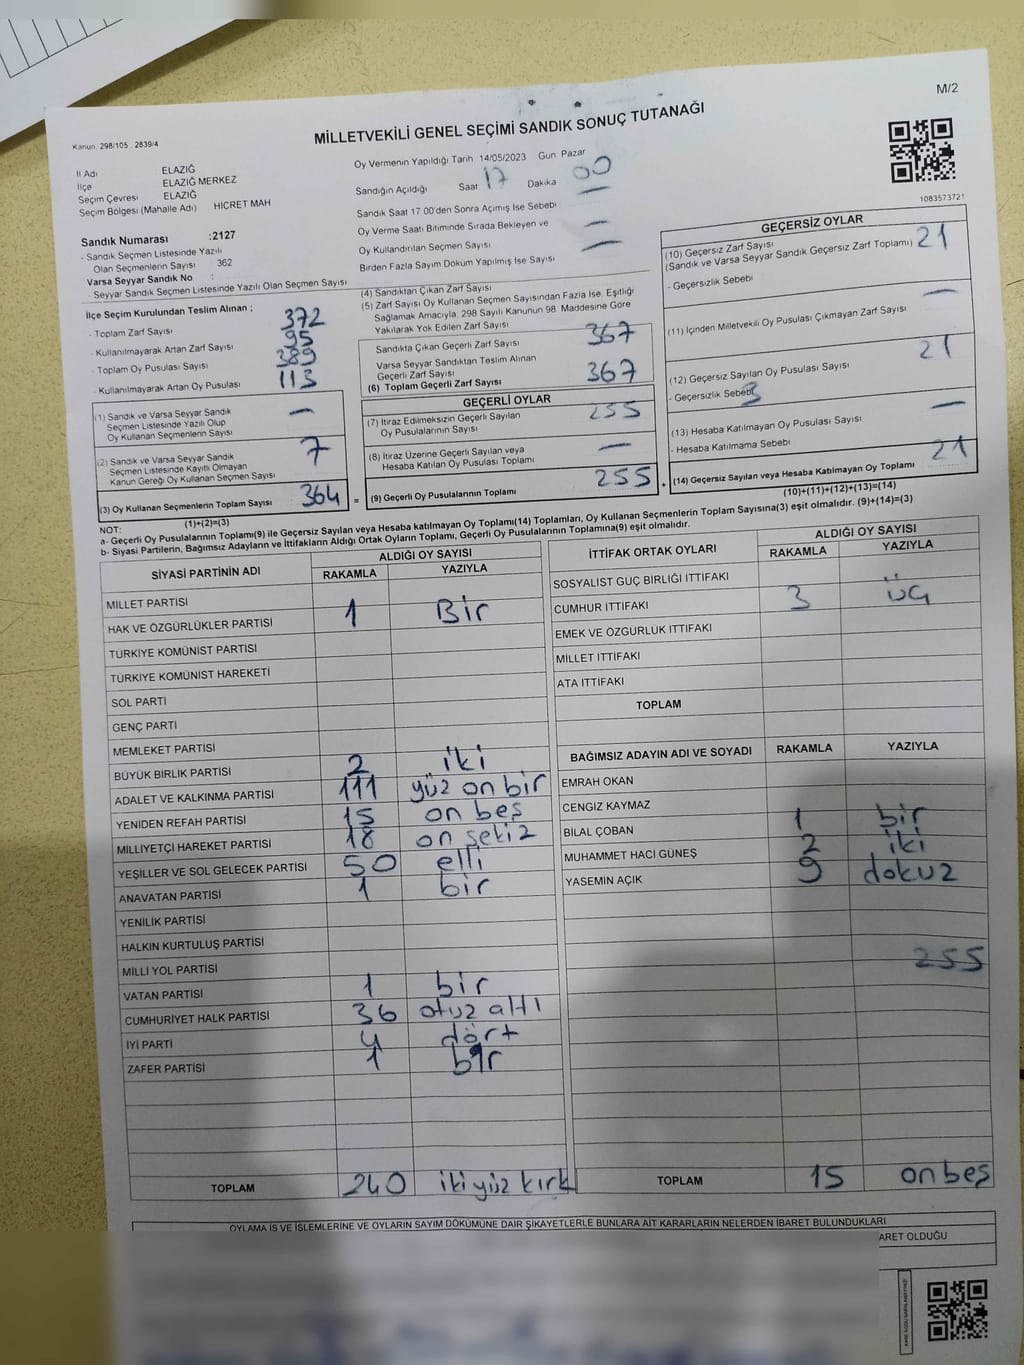 M/2
Kanun: 298/105 , 2839/4
MİLLETVEKİLİ GENEL SEÇİMİ SANDIK SONUÇ TUTANAĞI
İl Adı : ELAZIĞ
İlçe ELAZIĞ MERKEZ
Seçim Çevresi ELAZIĞ
Seçim Bölgesi (Mahalle Adı) HİCRET MAH
Oy Vermenin Yapıldığı Tarih 14/05/2023 Gün Pazar
Sandığın Açıldığı Saat 17 Dakika 00
Sandık Saat 17:00'den Sonra Açımış İse Sebebi —
Oy Verme Saati Bitiminde Sırada Bekleyen ve
Oy Kullandırılan Seçmen Sayısı —
Birden Fazla Sayım Döküm Yapılmış İse Sayısı —
1083573721
Sandık Numarası :2127
- Sandık Seçmen Listesinde Yazılı
Olan Seçmenlerin Sayısı 362
Varsa Seyyar Sandık No :
- Seyyar Sandık Seçmen Listesinde Yazılı Olan Seçmen Sayısı
İlçe Seçim Kurulundan Teslim Alınan ;
- Toplam Zarf Sayısı 372
- Kullanılmayarak Artan Zarf Sayısı 95
- Toplam Oy Pusulası Sayısı 389
- Kullanılmayarak Artan Oy Pusulası 113
(1) Sandık ve Varsa Seyyar Sandık
Seçmen Listesinde Yazılı Olup
Oy Kullanan Seçmenlerin Sayısı —
(2) Sandık ve Varsa Seyyar Sandık
Seçmen Listesinde Kayıtlı Olmayan
Kanun Gereği Oy Kullanan Seçmen Sayısı 7
(3) Oy Kullanan Seçmenlerin Toplam Sayısı 364 =
(1)+(2)=(3)
(4) Sandıktan Çıkan Zarf Sayısı
(5) Zarf Sayısı Oy Kullanan Seçmen Sayısından Fazla İse, Eşitliği
Sağlamak Amacıyla, 298 Sayılı Kanunun 98. Maddesine Göre
Yakılarak Yok Edilen Zarf Sayısı
Sandıkta Çıkan Geçerli Zarf Sayısı 367
Varsa Seyyar Sandıktan Teslim Alınan
Geçerli Zarf Sayısı
(6) Toplam Geçerli Zarf Sayısı 367
GEÇERLİ OYLAR
(7) İtiraz Edilmeksizin Geçerli Sayılan
Oy Pusulalarının Sayısı 255
(8) İtiraz Üzerine Geçerli Sayılan veya
Hesaba Katılan Oy Pusulası Toplamı —
(9) Geçerli Oy Pusulalarının Toplamı 255 +
GEÇERSİZ OYLAR
(10) Geçersiz Zarf Sayısı
(Sandık ve Varsa Seyyar Sandık Geçersiz Zarf Toplamı) 21
- Geçersizlik Sebebi
(11) İçinden Milletvekili Oy Pusulası Çıkmayan Zarf Sayısı —
(12) Geçersiz Sayılan Oy Pusulası Sayısı 21
- Geçersizlik Sebebi 3
(13) Hesaba Katılmayan Oy Pusulası Sayısı —
- Hesaba Katılmama Sebebi
(14) Geçersiz Sayılan veya Hesaba Katılmayan Oy Toplamı 21
(10)+(11)+(12)+(13)=(14)
NOT:
a- Geçerli Oy Pusulalarının Toplamı(9) ile Geçersiz Sayılan veya Hesaba katılmayan Oy Toplamı(14) Toplamları, Oy Kullanan Seçmenlerin Toplam Sayısına(3) eşit olmalıdır. (9)+(14)=(3)
b- Siyasi Partilerin, Bağımsız Adayların ve İttifakların Aldığı Ortak Oyların Toplamı, Geçerli Oy Pusulalarının Toplamına(9) eşit olmalıdır.
SİYASİ PARTİNİN ADI ALDIĞI OY SAYISI
RAKAMLA YAZIYLA
MİLLET PARTİSİ
HAK VE ÖZGÜRLÜKLER PARTİSİ 1 Bir
TÜRKİYE KOMÜNİST PARTİSİ
TÜRKİYE KOMÜNİST HAREKETİ
SOL PARTİ
GENÇ PARTİ
MEMLEKET PARTİSİ
BÜYÜK BİRLİK PARTİSİ 2 iki
ADALET VE KALKINMA PARTİSİ 111 yüz on bir
YENİDEN REFAH PARTİSİ 15 on beş
MİLLİYETÇİ HAREKET PARTİSİ 18 on sekiz
YEŞİLLER VE SOL GELECEK PARTİSİ 50 elli
ANAVATAN PARTİSİ 1 bir
YENİLİK PARTİSİ
HALKIN KURTULUŞ PARTİSİ
MİLLİ YOL PARTİSİ
VATAN PARTİSİ 1 bir
CUMHURİYET HALK PARTİSİ 36 otuz altı
İYİ PARTİ 4 dört
ZAFER PARTİSİ 1 bir
TOPLAM 240 ikiyüz kırk
İTTİFAK ORTAK OYLARI ALDIĞI OY SAYISI
RAKAMLA YAZIYLA
SOSYALİST GÜÇ BİRLİĞİ İTTİFAKI
CUMHUR İTTİFAKI 3 üç
EMEK VE ÖZGÜRLÜK İTTİFAKI
MİLLET İTTİFAKI
ATA İTTİFAKI
TOPLAM
BAĞIMSIZ ADAYIN ADI VE SOYADI RAKAMLA YAZIYLA
EMRAH OKAN
CENGİZ KAYMAZ
BİLAL ÇOBAN 1 bir
MUHAMMET HACİ GÜNEŞ 2 iki
YASEMİN AÇIK 9 dokuz
255
TOPLAM 15 on beş
OYLAMA İŞ VE İŞLEMLERİNE VE OYLARIN SAYIM DÖKÜMÜNE DAİR ŞİKAYETLERLE BUNLARA AİT KARARLARIN NELERDEN İBARET BULUNDUKLARI
ARET OLDUĞU